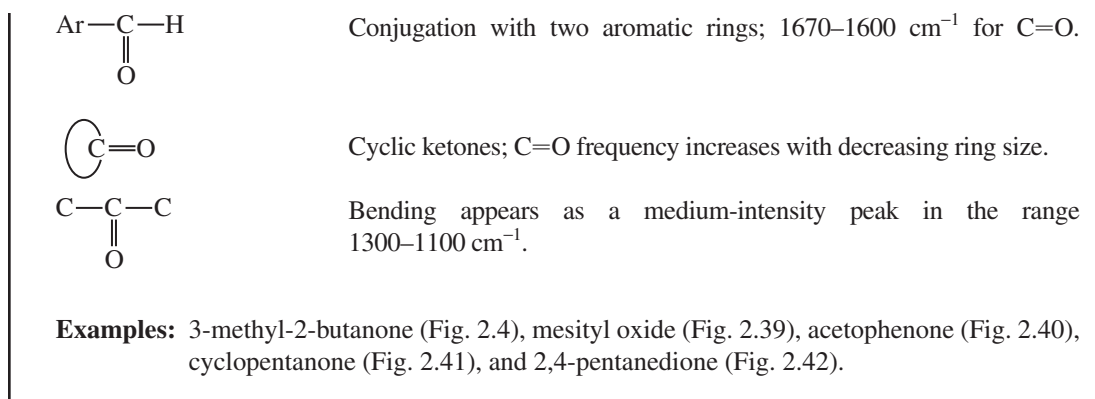 Ar—C—H Conjugation with two aromatic rings; 1670–1600 cm⁻¹ for C=O.
O
C=O Cyclic ketones; C=O frequency increases with decreasing ring size.
C—C—C Bending appears as a medium-intensity peak in the range
1300–1100 cm⁻¹.
O
Examples: 3-methyl-2-butanone (Fig. 2.4), mesityl oxide (Fig. 2.39), acetophenone (Fig. 2.40),
cyclopentanone (Fig. 2.41), and 2,4-pentanedione (Fig. 2.42).